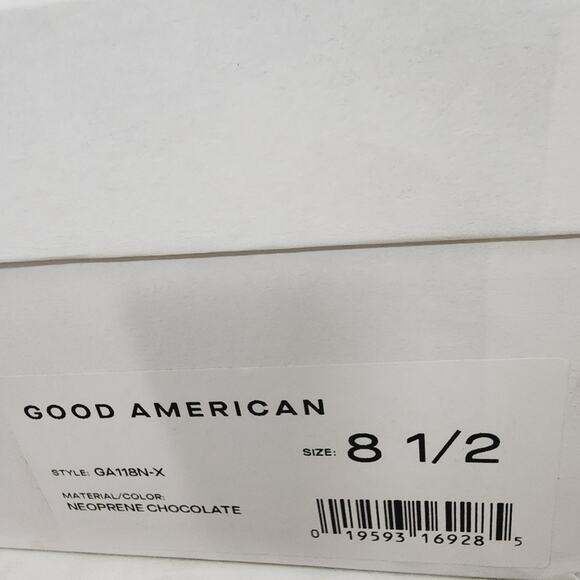 GOOD AMERICAN
SIZE: 8 1/2
STYLE: GA118N-X
MATERIAL/COLOR:
NEOPRENE CHOCOLATE
0 19593 16928 5